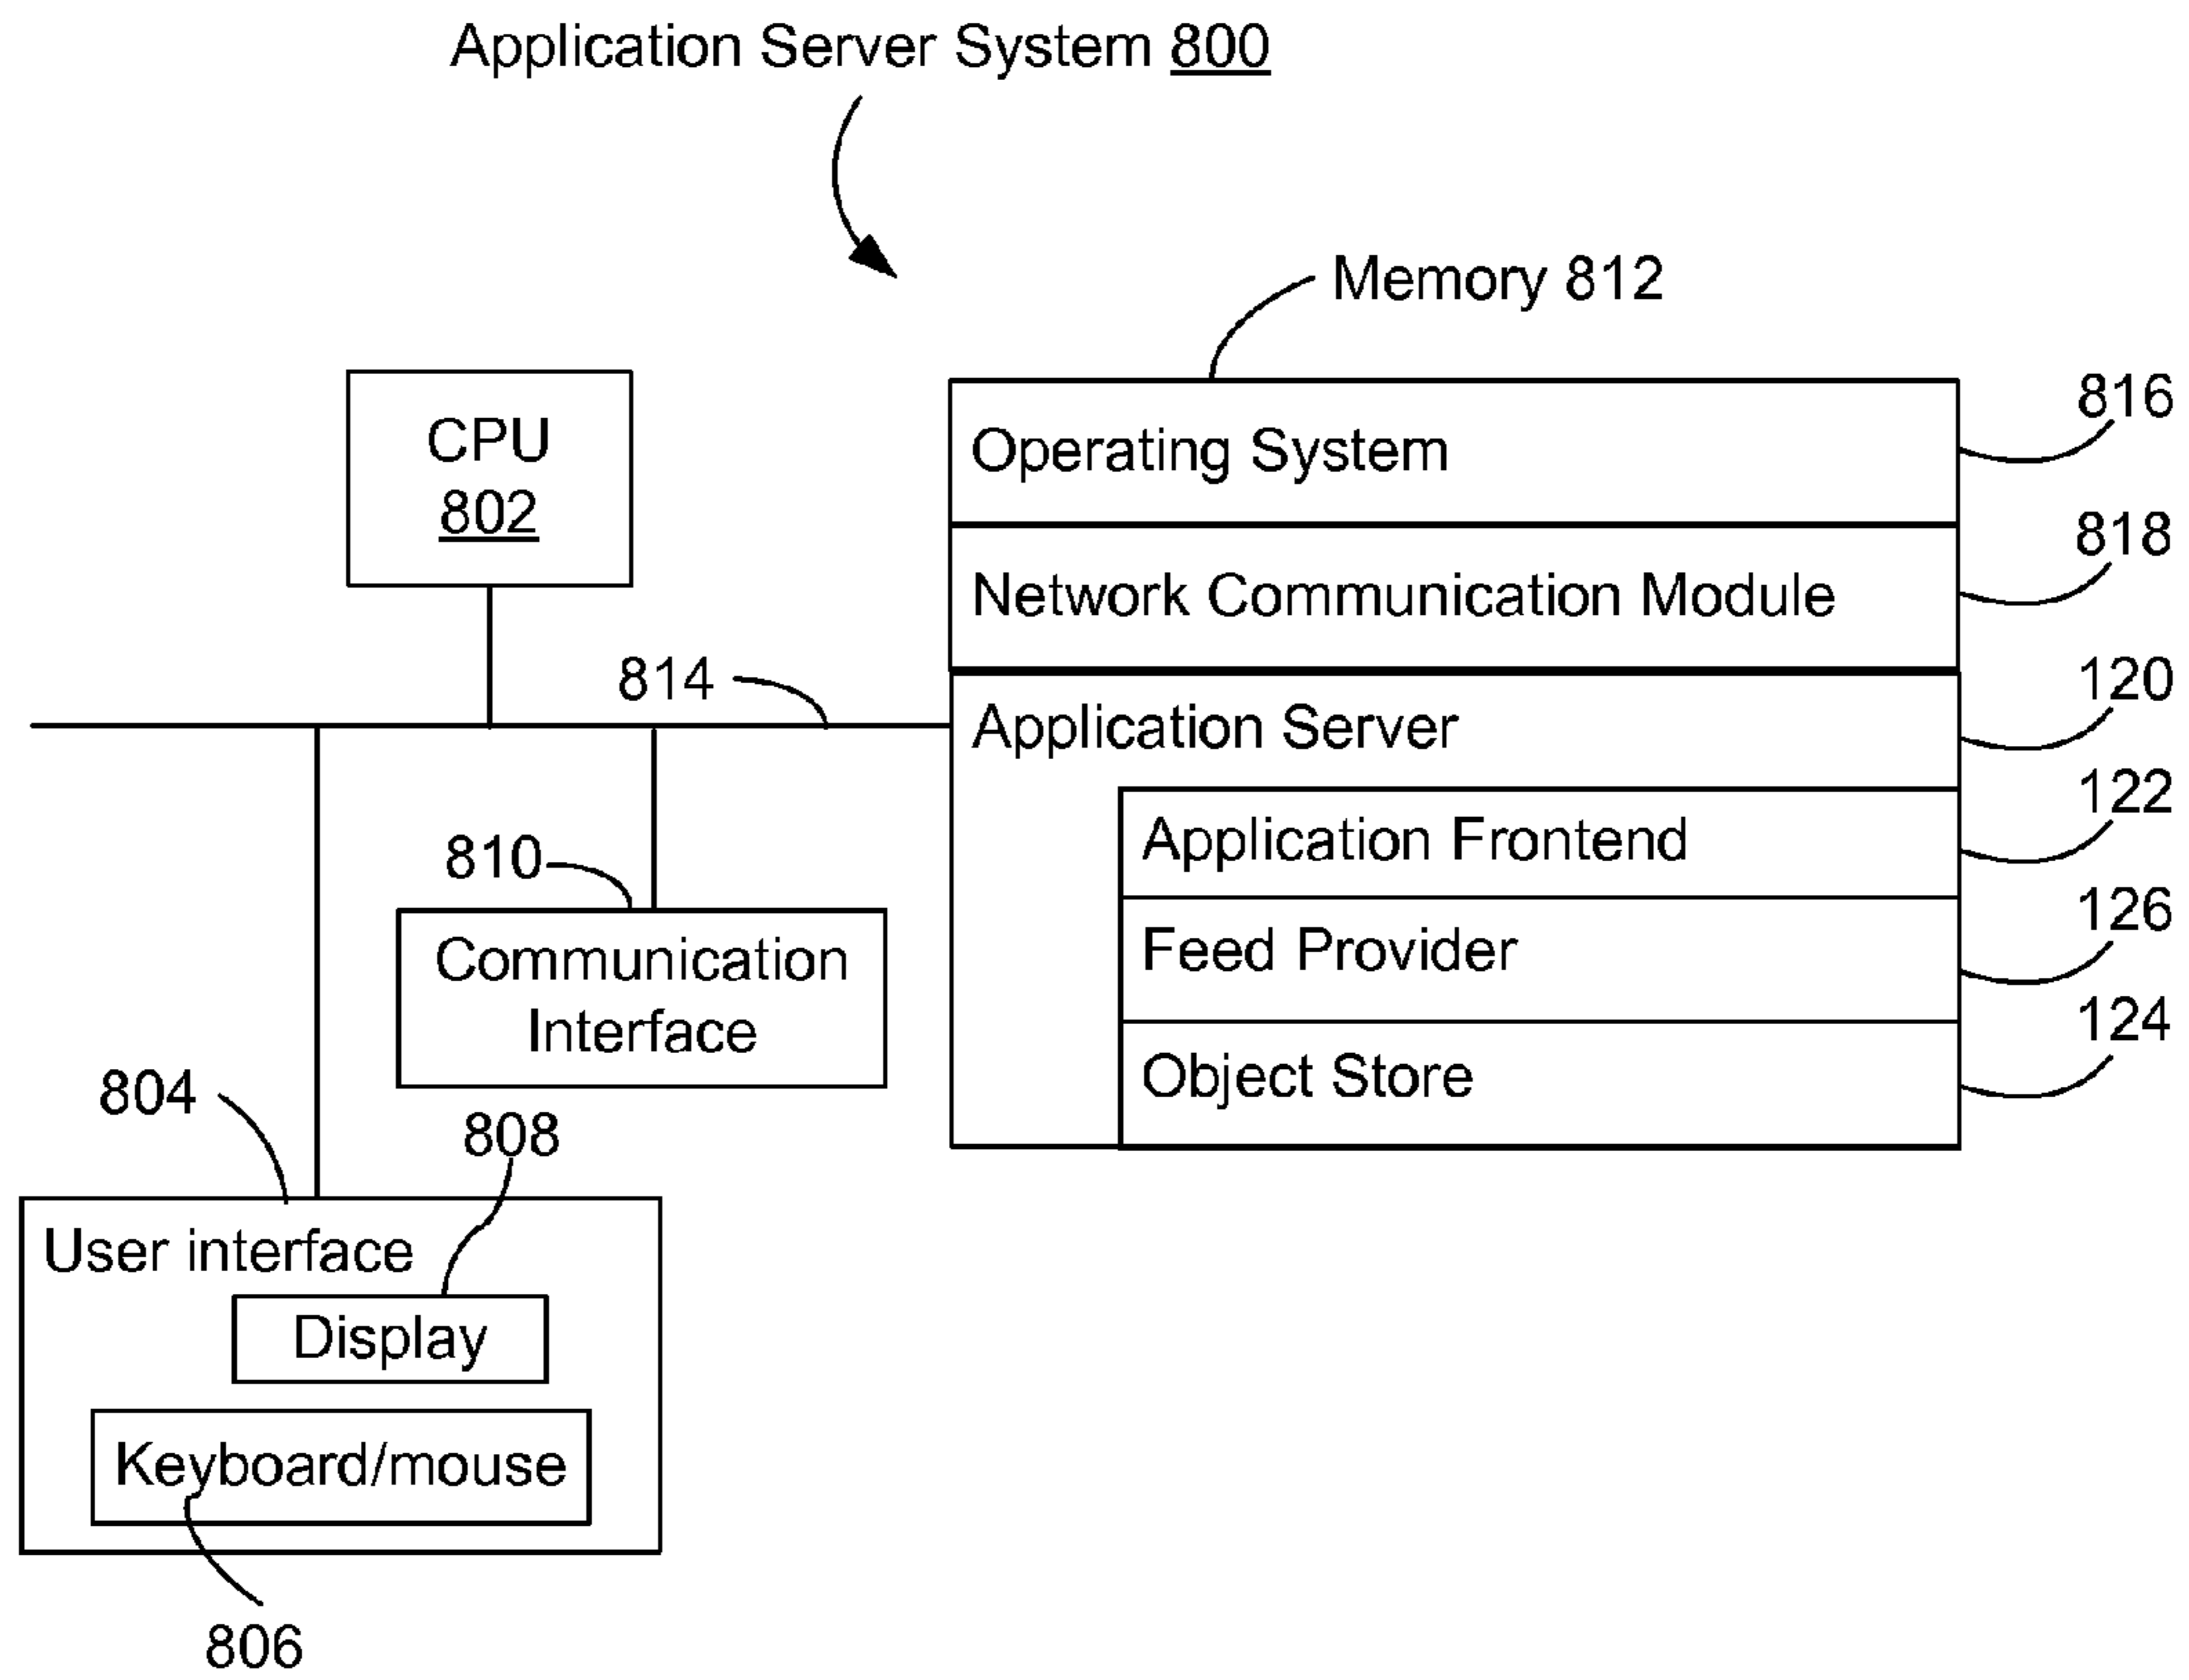 Application Server System 800
Memory 812
CPU
802
Operating System
816
Network Communication Module
818
814
Application Server
120
Application Frontend
122
Feed Provider
126
Object Store
124
810
Communication
Interface
804
808
User interface
Display
Keyboard/mouse
806